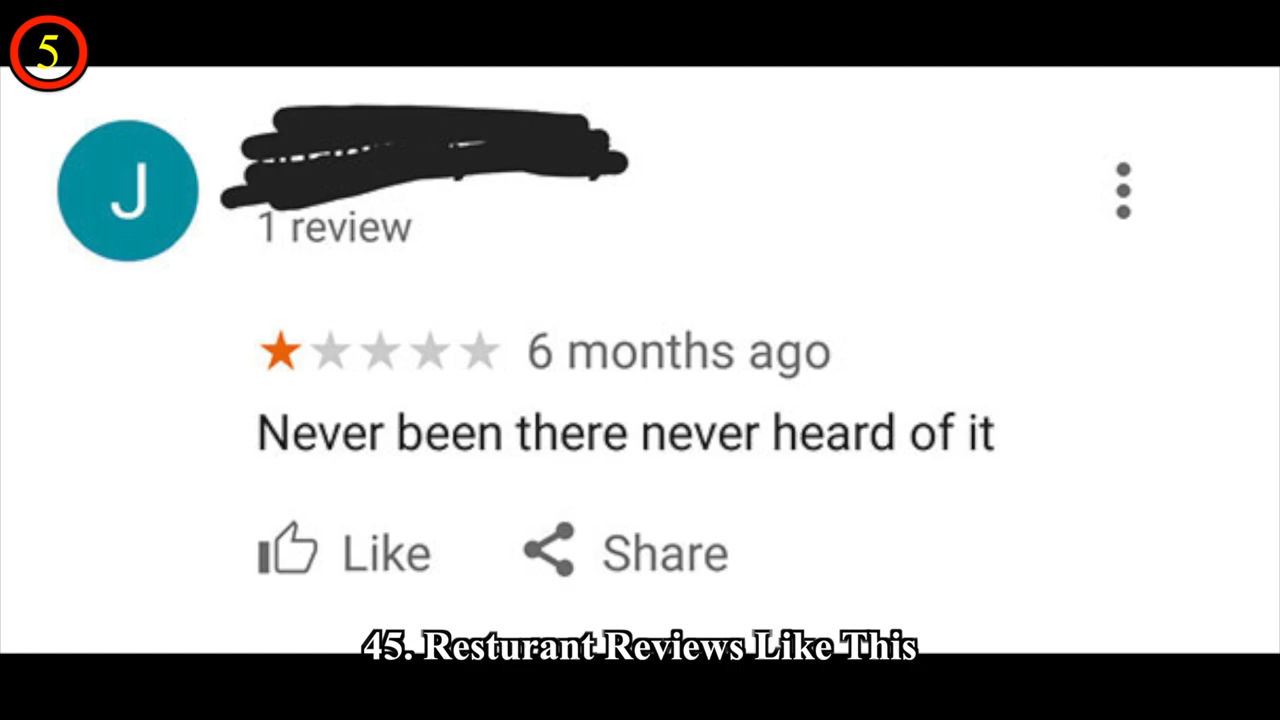 5
J
1 review
6 months ago
Never been there never heard of it
Like
Share
45. Resturant Reviews Like This